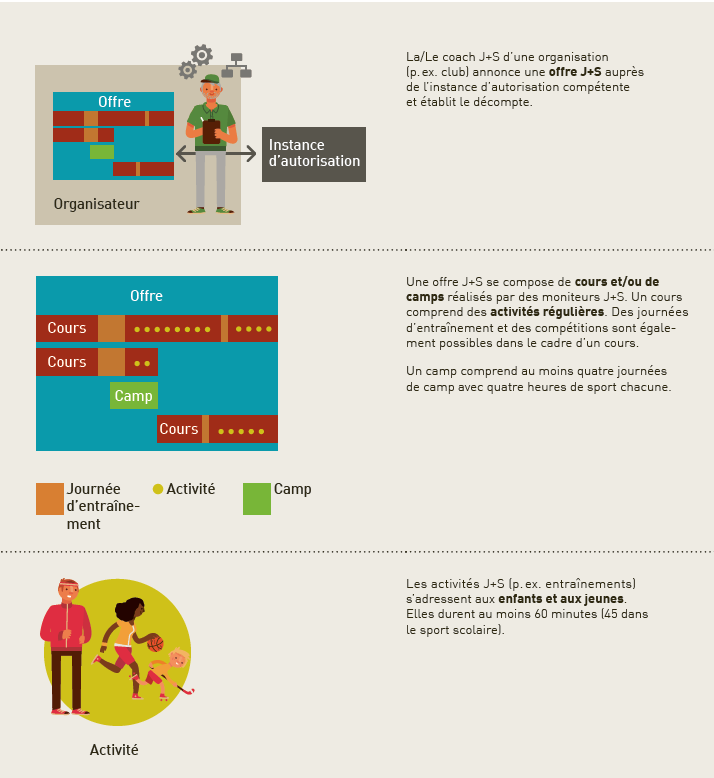 Offre
Organisateur
Instance
d'autorisation
La/Le coach J+S d'une organisation
(p. ex. club) annonce une offre J+S auprès
de l'instance d'autorisation compétente
et établit le décompte.
Offre
Cours
Cours
Camp
Cours
Journée
d'entraîne-
ment
Activité
Camp
Une offre J+S se compose de cours et/ou de
camps réalisés par des moniteurs J+S. Un cours
comprend des activités régulières. Des journées
d'entraînement et des compétitions sont égale-
ment possibles dans le cadre d'un cours.
Un camp comprend au moins quatre journées
de camp avec quatre heures de sport chacune.
Activité
Les activités J+S (p. ex. entraînements)
s'adressent aux enfants et aux jeunes.
Elles durent au moins 60 minutes (45 dans
le sport scolaire).